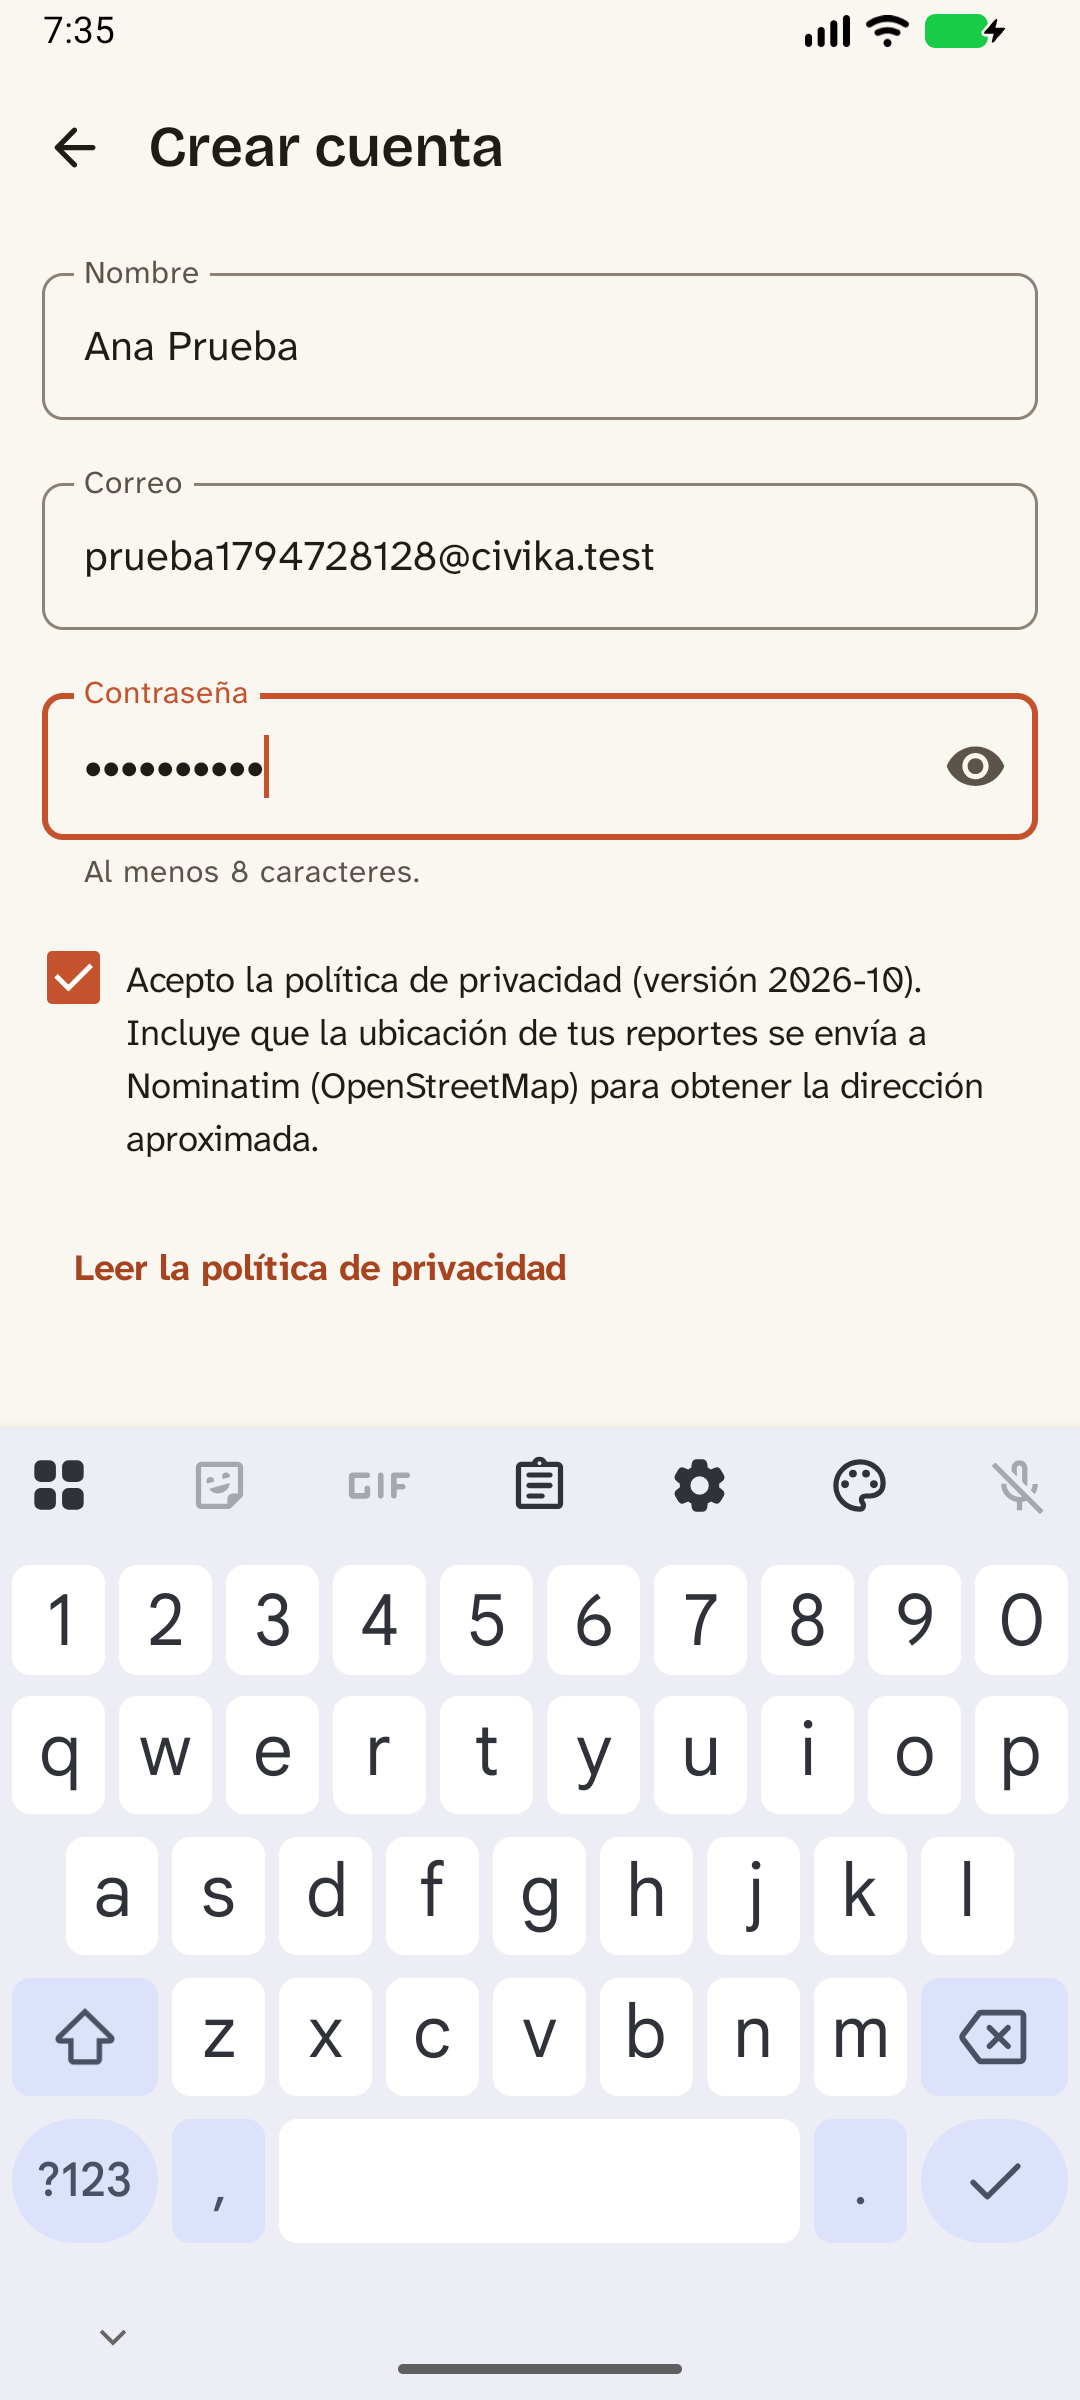 7:35
Crear cuenta
Nombre
Ana Prueba
Correo
prueba1794728128@civika.test
Contraseña
••••••••••
Al menos 8 caracteres.
Acepto la política de privacidad (versión 2026-10).
Incluye que la ubicación de tus reportes se envía a
Nominatim (OpenStreetMap) para obtener la dirección
aproximada.
Leer la política de privacidad
GIF
1 2 3 4 5 6 7 8 9 0
q w e r t y u i o p
a s d f g h j k l
z x c v b n m
?123 , .